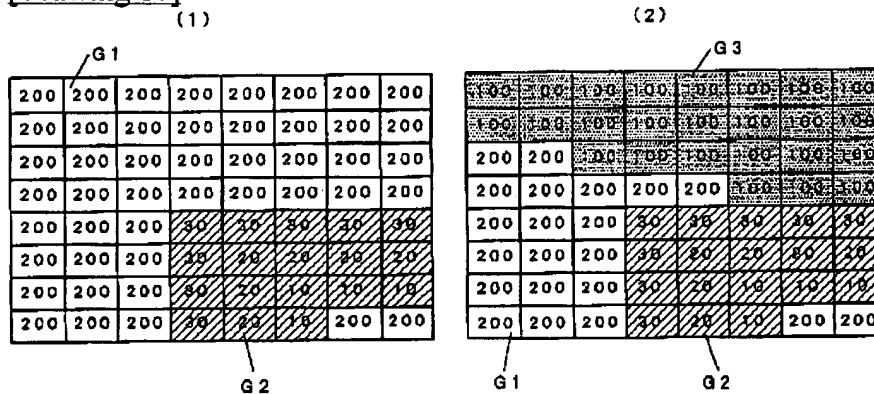 (1) (2)
G1 G3
200 200 200 200 200 200 200 200 100 100 100 100 100 100 100 100
200 200 200 200 200 200 200 200 100 100 100 100 100 100 100 100
200 200 200 200 200 200 200 200 200 200 100 100 100 100 100 100
200 200 200 200 200 200 200 200 200 200 200 200 200 100 100 100
200 200 200 30 30 30 30 30 200 200 200 30 30 30 30 30
200 200 200 30 20 20 20 20 200 200 200 30 20 20 20 20
200 200 200 30 20 10 10 10 200 200 200 30 20 10 10 10
200 200 200 30 20 10 200 200 200 200 200 30 20 10 200 200
G2 G1 G2